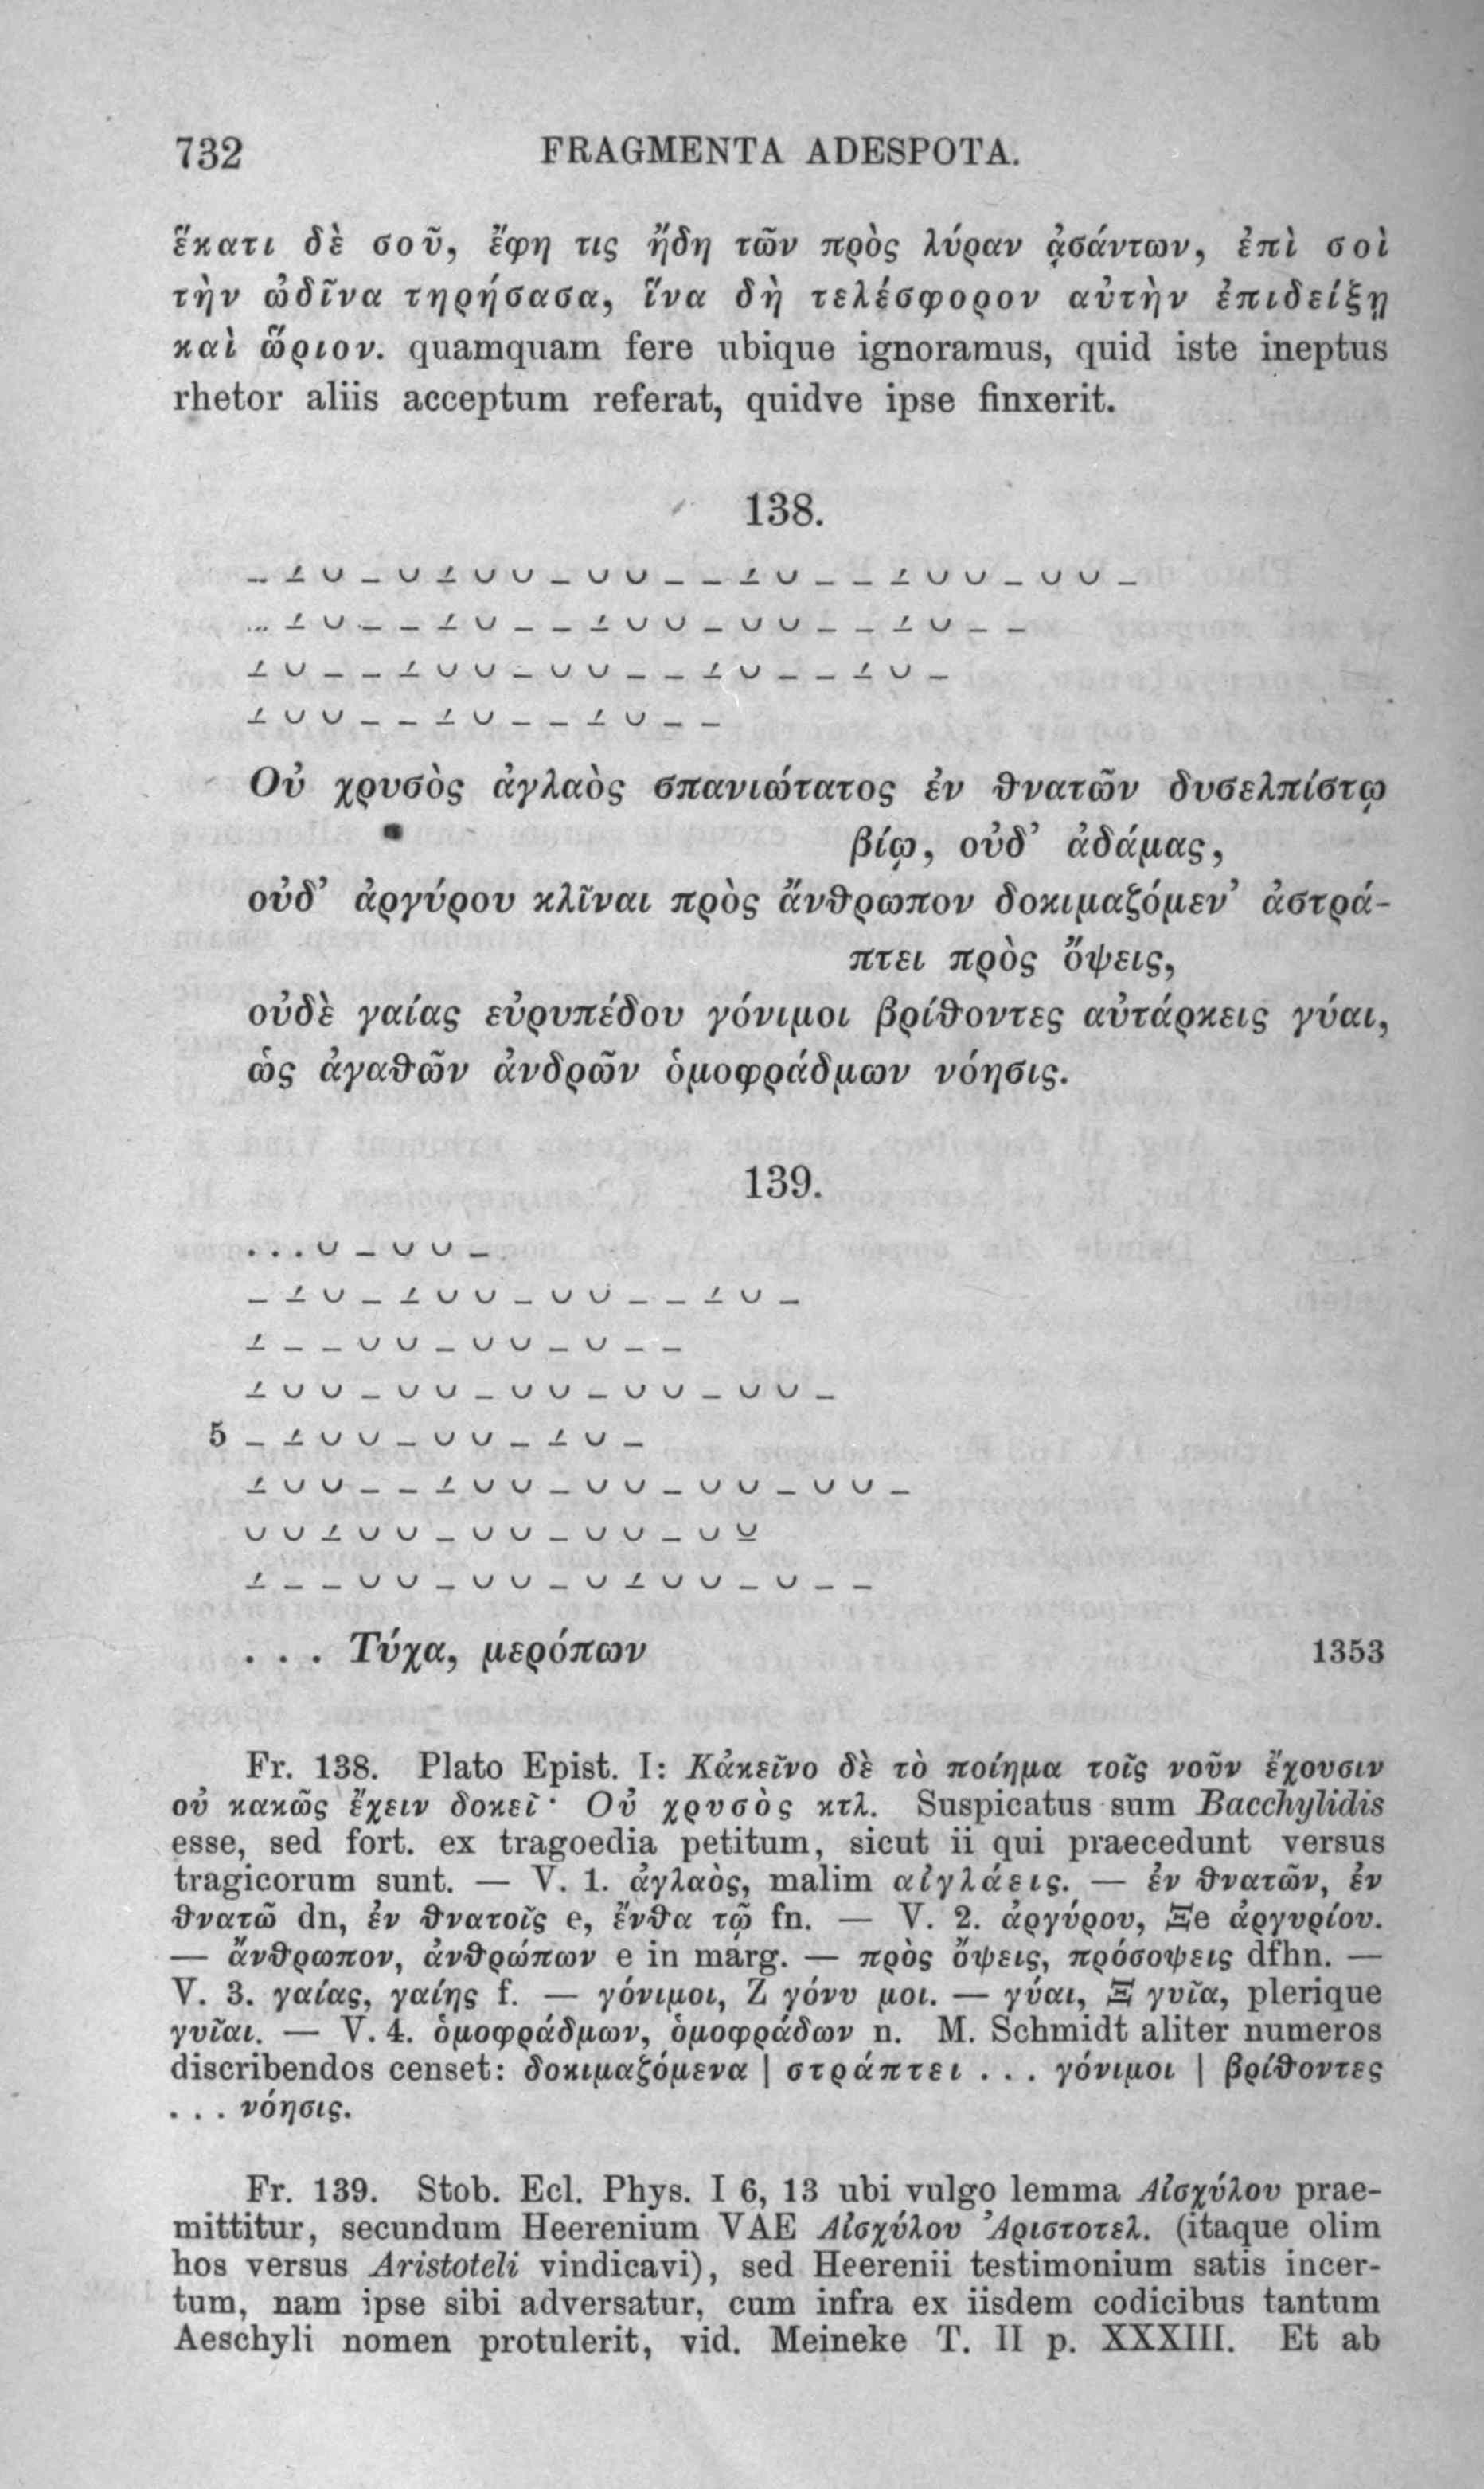 732 FRAGMENTA ADESPOTA.
ἕκατι δὲ σοῦ, ἔφη τις ἤδη τῶν πρὸς λύραν ᾀσάντων, ἐπὶ σοὶ
τὴν ὠδῖνα τηρήσασα, ἵνα δὴ τελέσφορον αὐτὴν ἐπιδείξῃ
καὶ ὥριον. quamquam fere ubique ignoramus, quid iste ineptus
rhetor aliis acceptum referat, quidve ipse finxerit.
138.
_ ⊥ ∪ _ ∪ ⊥ ∪ ∪ _ ∪ ∪ _ _ ⊥ ∪ _ _ ⊥ ∪ ∪ _ ∪ ∪ _
_ ⊥ ∪ _ _ ⊥ ∪ _ _ ⊥ ∪ ∪ _ ∪ ∪ _ _ ⊥ ∪ _ _
⊥ ∪ _ _ ⊥ ∪ ∪ _ ∪ ∪ _ _ ⊥ ∪ _ _ ⊥ ∪ _
⊥ ∪ ∪ _ _ ⊥ ∪ _ _ ⊥ ∪ _ _
Οὐ χρυσὸς ἀγλαὸς σπανιώτατος ἐν θνατῶν δυσελπίστῳ
βίῳ, οὐδ’ ἀδάμας,
οὐδ’ ἀργύρου κλῖναι πρὸς ἄνθρωπον δοκιμαζόμεν’ ἀστρά-
πτει πρὸς ὄψεις,
οὐδὲ γαίας εὐρυπέδου γόνιμοι βρίθοντες αὐτάρκεις γύαι,
ὡς ἀγαθῶν ἀνδρῶν ὁμοφράδμων νόησις.
139.
. . . ∪ _ ∪ ∪ _
_ ⊥ ∪ _ ⊥ ∪ ∪ _ ∪ ∪ _ _ ⊥ ∪ _
⊥ _ _ ∪ ∪ _ ∪ ∪ _ ∪ _ _
⊥ ∪ ∪ _ ∪ ∪ _ ∪ ∪ _ ∪ ∪ _ ∪ ∪ _
5 _ ⊥ ∪ ∪ _ ∪ ∪ _ ⊥ ∪ _
⊥ ∪ ∪ _ _ ⊥ ∪ ∪ _ ∪ ∪ _ ∪ ∪ _ ∪ ∪ _
∪ ∪ ⊥ ∪ ∪ _ ∪ ∪ _ ∪ ∪ _ ∪ ⊻
⊥ _ _ ∪ ∪ _ ∪ ∪ _ ∪ ⊥ ∪ ∪ _ ∪ _ _
. . . Τύχα, μερόπων 1353
Fr. 138. Plato Epist. I: Κἀκεῖνο δὲ τὸ ποίημα τοῖς νοῦν ἔχουσιν
οὐ κακῶς ἔχειν δοκεῖ· Οὐ χρυσὸς κτλ. Suspicatus sum Bacchylidis
esse, sed fort. ex tragoedia petitum, sicut ii qui praecedunt versus
tragicorum sunt. — V. 1. ἀγλαὸς, malim αἰγλάεις. — ἐν θνατῶν, ἐν
θνατῶ dn, ἐν θνατοῖς e, ἔνθα τῷ fn. — V. 2. ἀργύρου, Ξe ἀργυρίου.
— ἄνθρωπον, ἀνθρώπων e in marg. — πρὸς ὄψεις, πρόσοψεις dfhn. —
V. 3. γαίας, γαίης f. — γόνιμοι, Z γόνυ μοι. — γύαι, Ξ γυῖα, plerique
γυῖαι. — V. 4. ὁμοφράδμων, ὁμοφράδων n. M. Schmidt aliter numeros
discribendos censet: δοκιμαζόμενα | στράπτει . . . γόνιμοι | βρίθοντες
. . . νόησις.
Fr. 139. Stob. Ecl. Phys. I 6, 13 ubi vulgo lemma Αἰσχύλου prae-
mittitur, secundum Heerenium VAE Αἰσχύλου Ἀριστοτελ. (itaque olim
hos versus Aristoteli vindicavi), sed Heerenii testimonium satis incer-
tum, nam ipse sibi adversatur, cum infra ex iisdem codicibus tantum
Aeschyli nomen protulerit, vid. Meineke T. II p. XXXIII. Et ab